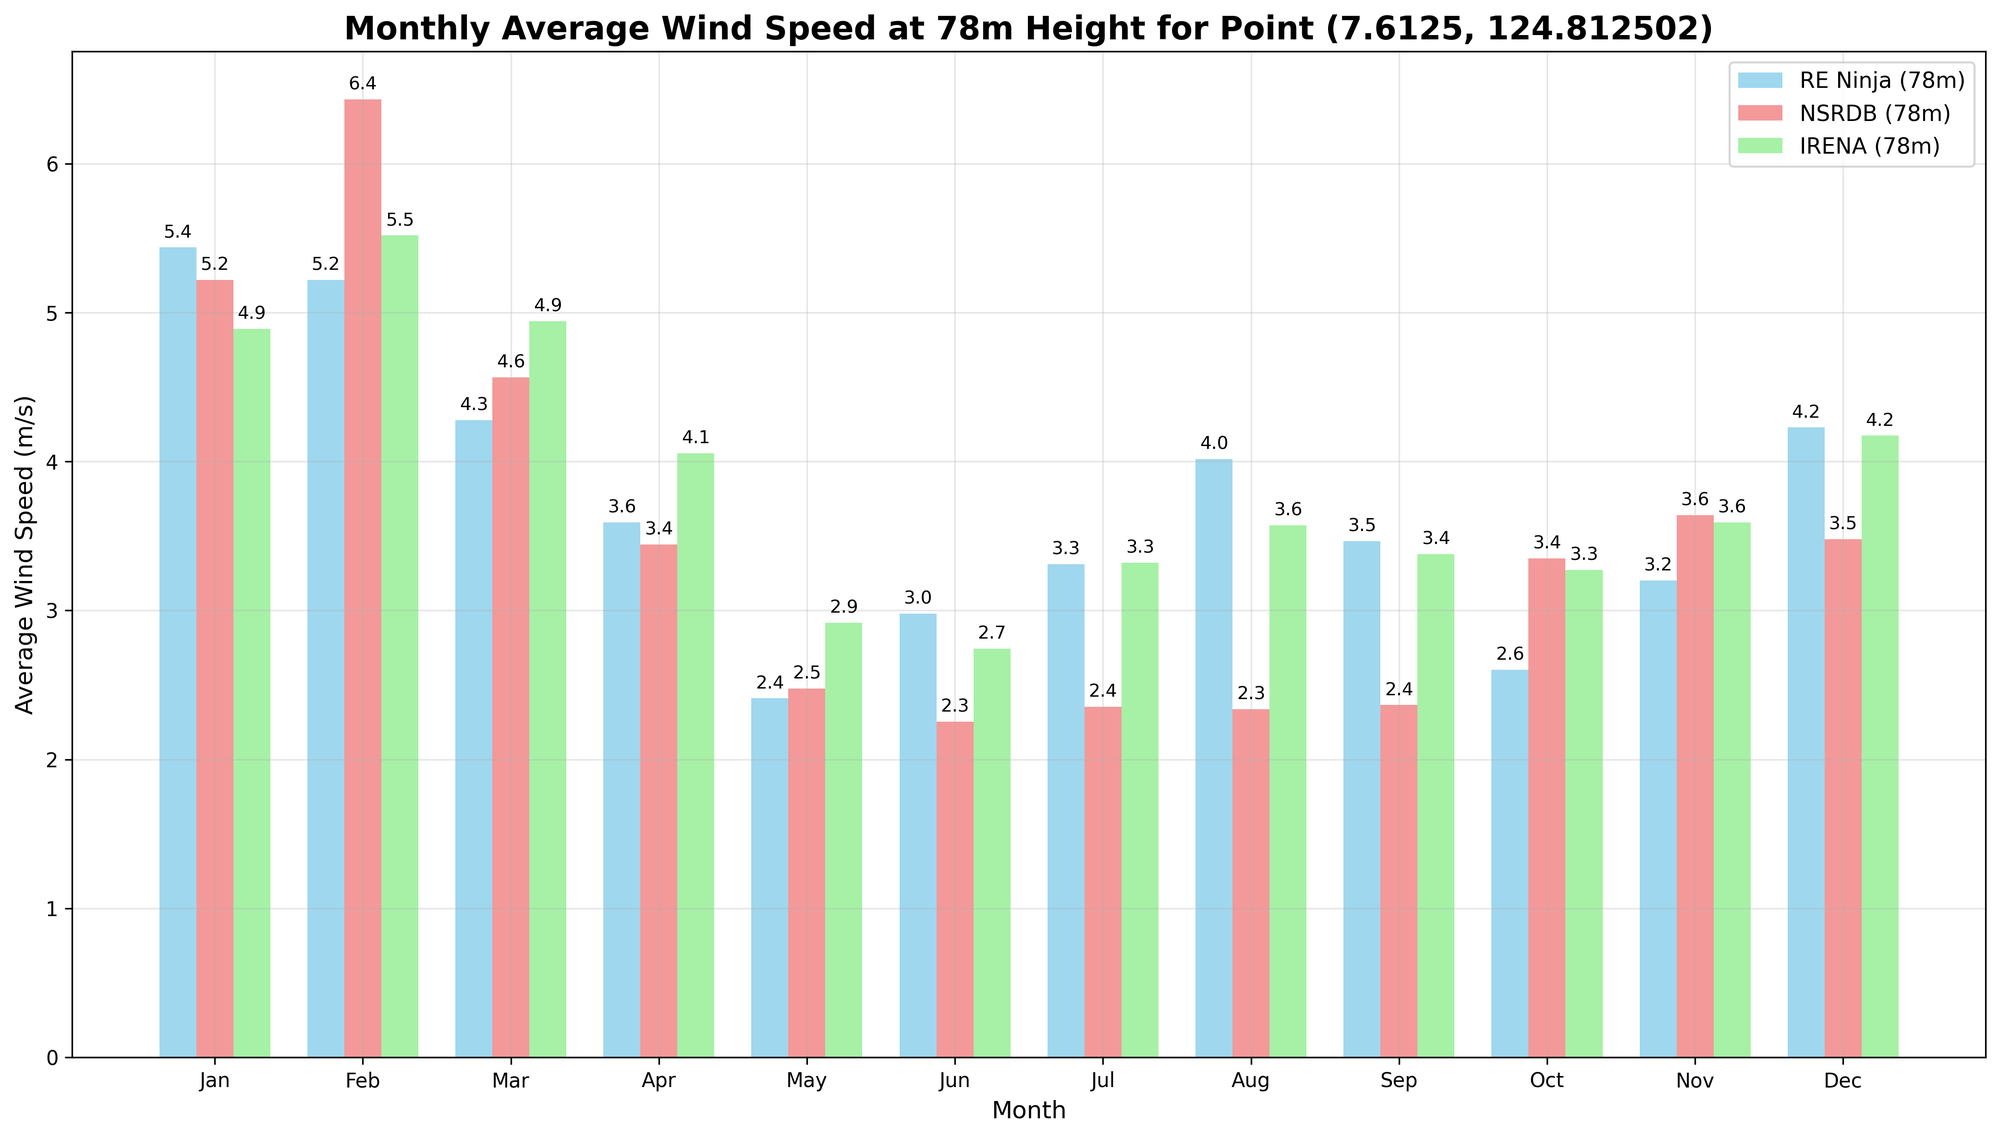 Monthly Average Wind Speed at 78m Height for Point (7.6125, 124.812502)
RE Ninja (78m)
NSRDB (78m)
IRENA (78m)
Average Wind Speed (m/s)
6
5
4
3
2
1
0
5.4 5.2 4.9
5.2 6.4 5.5
4.3 4.6 4.9
3.6 3.4 4.1
2.4 2.5 2.9
3.0 2.3 2.7
3.3 2.4 3.3
4.0 2.3 3.6
3.5 2.4 3.4
2.6 3.4 3.3
3.2 3.6 3.6
4.2 3.5 4.2
Jan Feb Mar Apr May Jun Jul Aug Sep Oct Nov Dec
Month